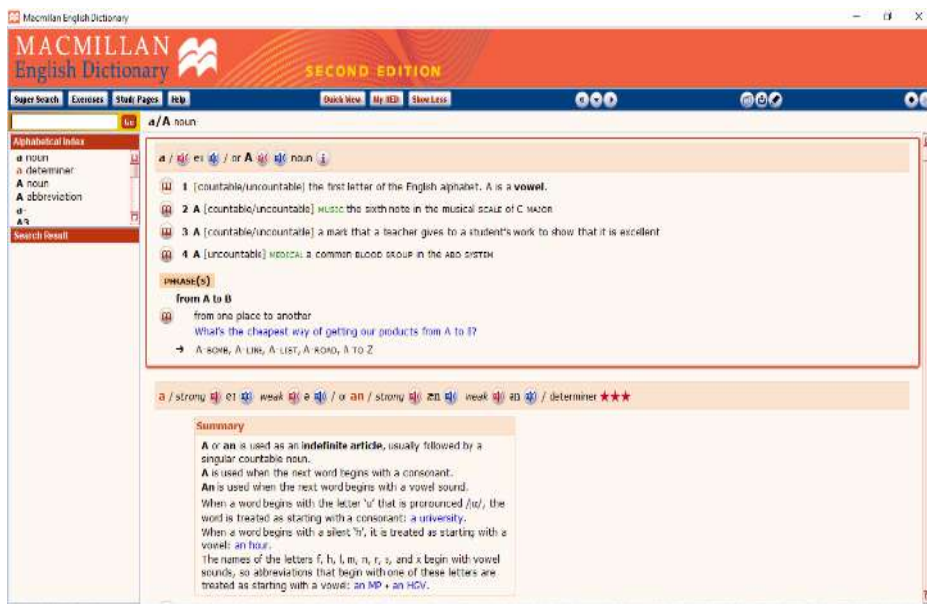 Macmillan English Dictionary
MACMILLAN
English Dictionary
SECOND EDITION
Super Search Exercises Study Pages Help Quick View My MED Show Less
Go a/A noun
Alphabetical Index
a noun
a determiner
A noun
A abbreviation
a-
A3
Search Result
a / eɪ / or A noun
1 [countable/uncountable] the first letter of the English alphabet. A is a vowel.
2 A [countable/uncountable] MUSIC the sixth note in the musical SCALE of C MAJOR
3 A [countable/uncountable] a mark that a teacher gives to a student's work to show that it is excellent
4 A [uncountable] MEDICAL a common BLOOD GROUP in the ABO SYSTEM
PHRASE(S)
from A to B
from one place to another
What's the cheapest way of getting our products from A to B?
→ A-BOMB, A-LINE, A-LIST, A-ROAD, A TO Z
a / strong eɪ weak ə / or an / strong æn weak ən / determiner ★★★
Summary
A or an is used as an indefinite article, usually followed by a
singular countable noun.
A is used when the next word begins with a consonant.
An is used when the next word begins with a vowel sound.
When a word begins with the letter 'u' that is pronounced /juː/, the
word is treated as starting with a consonant: a university.
When a word begins with a silent 'h', it is treated as starting with a
vowel: an hour.
The names of the letters f, h, l, m, n, r, s, and x begin with vowel
sounds, so abbreviations that begin with one of these letters are
treated as starting with a vowel: an MP • an HGV.